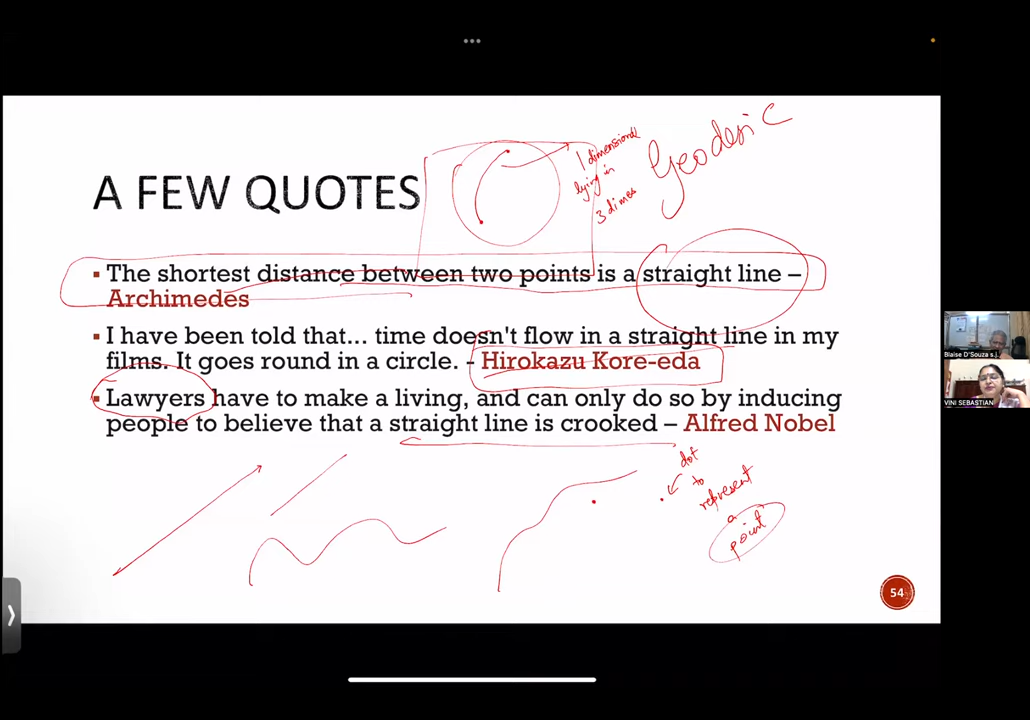 1 dimensional
lying in
3 dimes
Geodesic
A FEW QUOTES
▪ The shortest distance between two points is a straight line –
Archimedes
▪ I have been told that... time doesn't flow in a straight line in my
films. It goes round in a circle. - Hirokazu Kore-eda
▪ Lawyers have to make a living, and can only do so by inducing
people to believe that a straight line is crooked – Alfred Nobel
dot
to
represent
a
point
54
Blaise D'Souza s.j.
VINI SEBASTIAN